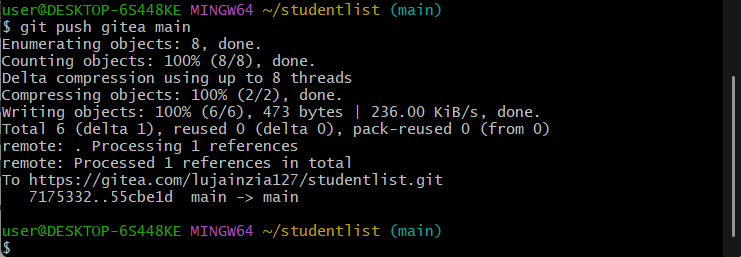 user@DESKTOP-6S448KE MINGW64 ~/studentlist (main)
$ git push gitea main
Enumerating objects: 8, done.
Counting objects: 100% (8/8), done.
Delta compression using up to 8 threads
Compressing objects: 100% (2/2), done.
Writing objects: 100% (6/6), 473 bytes | 236.00 KiB/s, done.
Total 6 (delta 1), reused 0 (delta 0), pack-reused 0 (from 0)
remote: . Processing 1 references
remote: Processed 1 references in total
To https://gitea.com/lujainzia127/studentlist.git
   7175332..55cbe1d  main -> main

user@DESKTOP-6S448KE MINGW64 ~/studentlist (main)
$